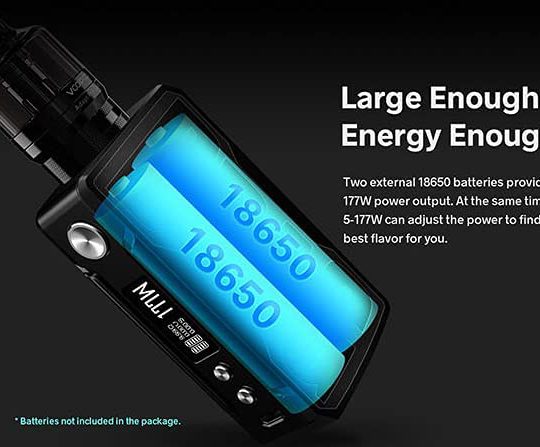 Large Enough
Energy Enoug
Two external 18650 batteries provid
177W power output. At the same tim
5-177W can adjust the power to find
best flavor for you.
18650
18650
177W
* Batteries not included in the package.